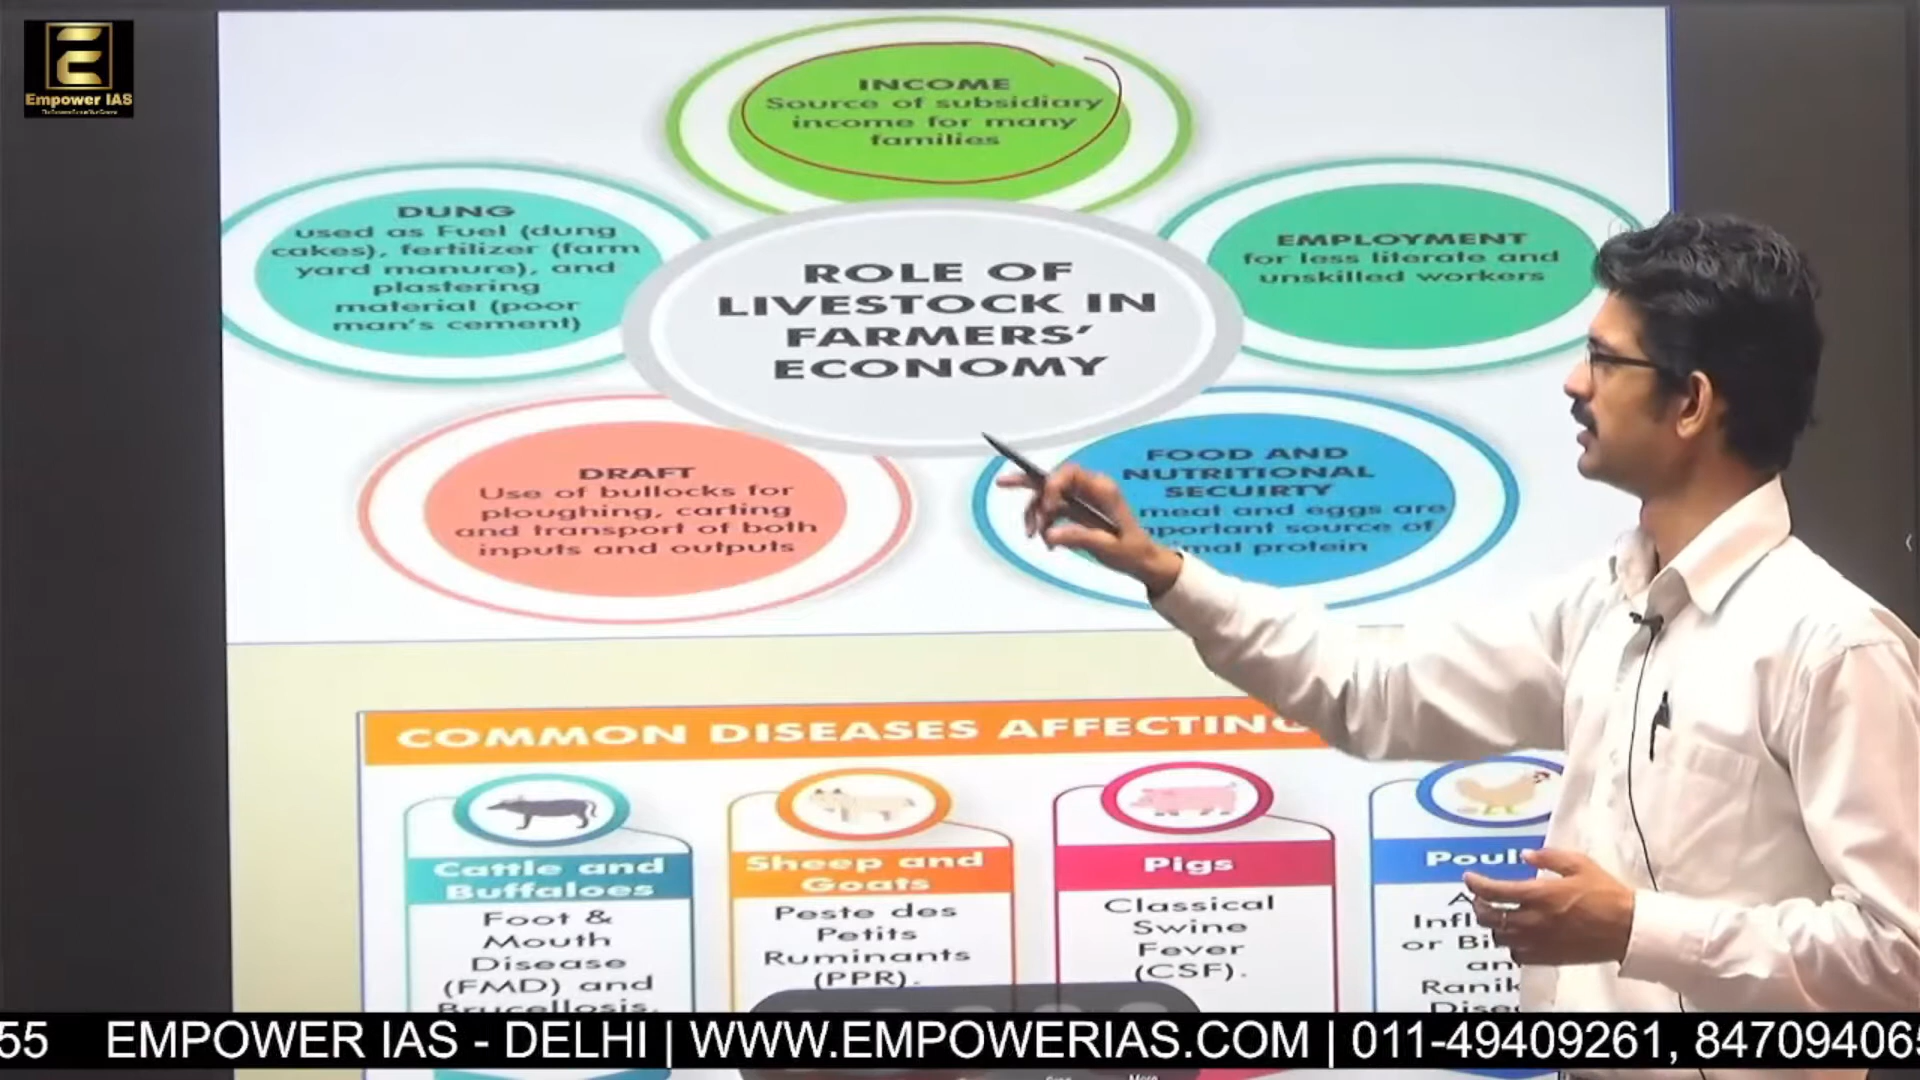 Empower IAS
INCOME
Source of subsidiary
income for many
families
DUNG
used as Fuel (dung
cakes), fertilizer (farm
yard manure), and
plastering
material (poor
man's cement)
ROLE OF
LIVESTOCK IN
FARMERS'
ECONOMY
EMPLOYMENT
for less literate and
unskilled workers
DRAFT
Use of bullocks for
ploughing, carting
and transport of both
inputs and outputs
FOOD AND
NUTRITIONAL
SECUIRTY
meat and eggs are
source of
protein
COMMON DISEASES
Cattle and
Buffaloes
Foot &
Mouth
Disease
(FMD) and
Brucellosis.
Sheep and
Goats
Peste des
Petits
Ruminants
(PPR).
Pigs
Classical
Swine
Fever
(CSF).
or
55 EMPOWER IAS - DELHI | WWW.EMPOWERIAS.COM | 011-49409261, 847094065
More